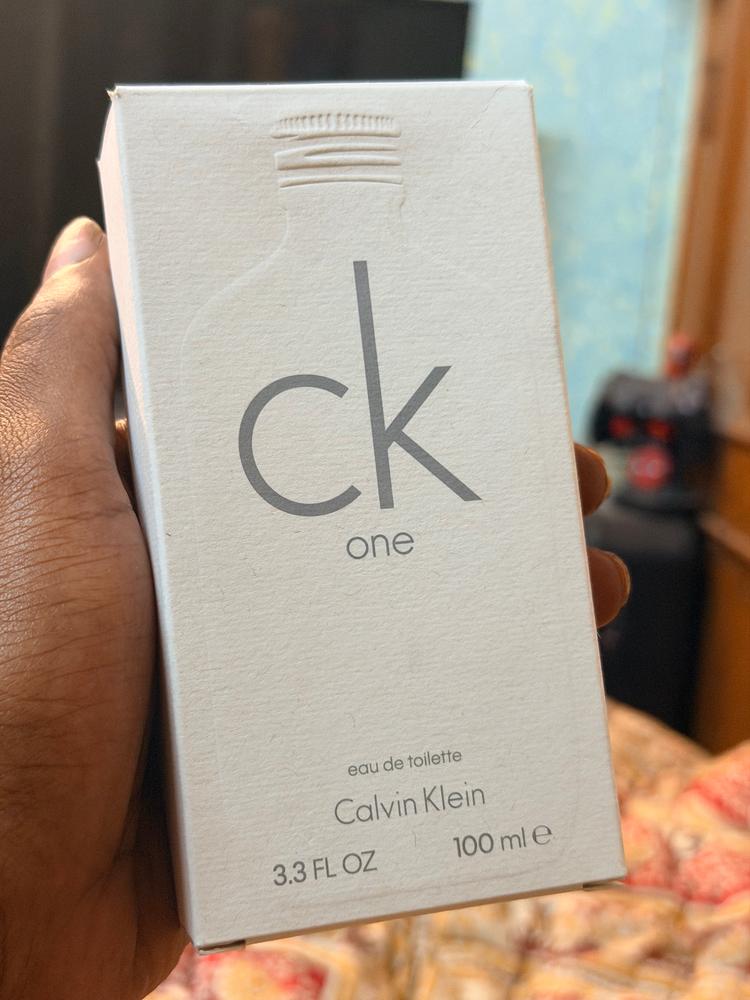 ck
one
eau de toilette
Calvin Klein
3.3 FL OZ 100 ml ℮